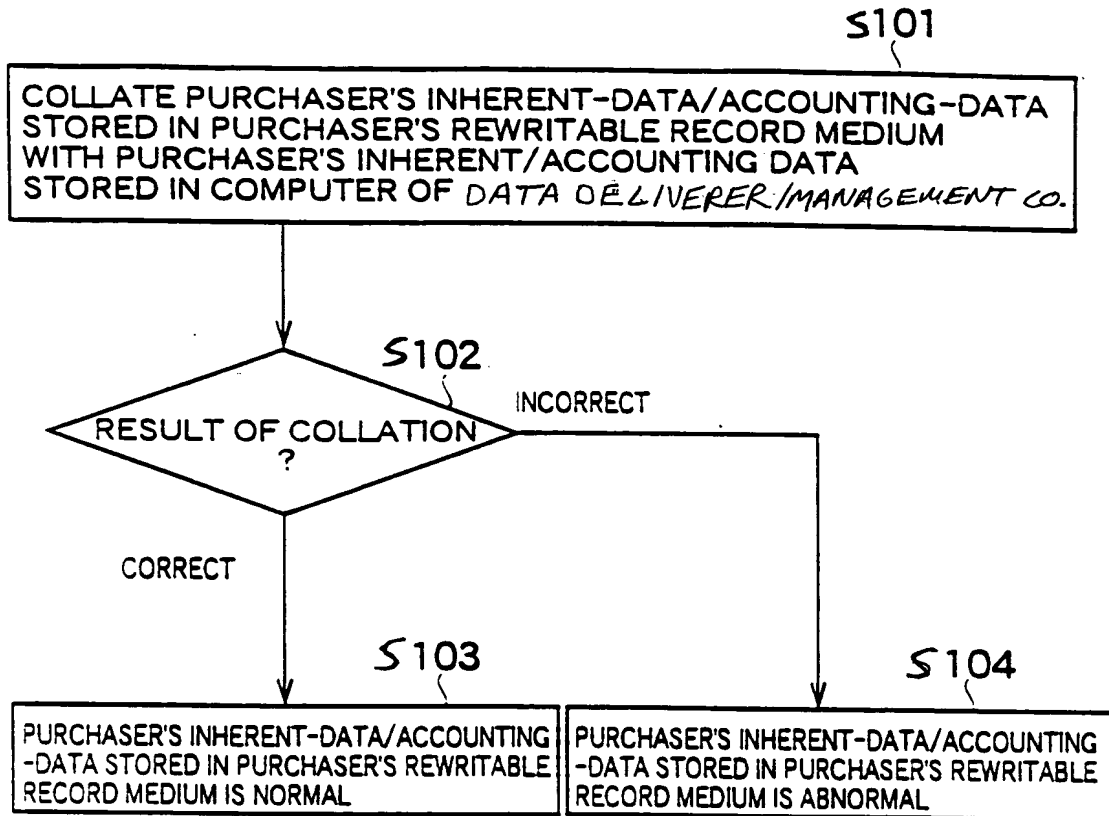 S101
COLLATE PURCHASER'S INHERENT-DATA/ACCOUNTING-DATA
STORED IN PURCHASER'S REWRITABLE RECORD MEDIUM
WITH PURCHASER'S INHERENT/ACCOUNTING DATA
STORED IN COMPUTER OF DATA DELIVERER/MANAGEMENT CO.
S102
RESULT OF COLLATION
?
INCORRECT
CORRECT
S103
PURCHASER'S INHERENT-DATA/ACCOUNTING
-DATA STORED IN PURCHASER'S REWRITABLE
RECORD MEDIUM IS NORMAL
S104
PURCHASER'S INHERENT-DATA/ACCOUNTING
-DATA STORED IN PURCHASER'S REWRITABLE
RECORD MEDIUM IS ABNORMAL